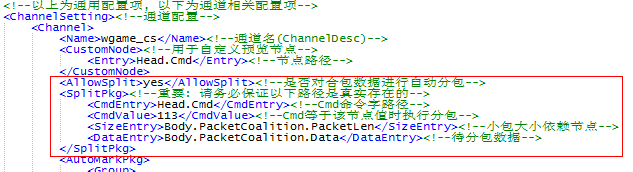 <!--以上为通用配置项，以下为通道相关配置项-->
<ChannelSetting><!--通道配置-->
<Channel>
<Name>wgame_cs</Name><!--通道名(ChannelDesc)-->
<CustomNode><!--用于自定义预览节点-->
<Entry>Head.Cmd</Entry><!--节点路径-->
</CustomNode>
<AllowSplit>yes</AllowSplit><!--是否对合包数据进行自动分包-->
<SplitPkg><!--重要: 请务必保证以下路径是真实存在的-->
<CmdEntry>Head.Cmd</CmdEntry><!--Cmd命令字路径-->
<CmdValue>113</CmdValue><!--Cmd等于该节点值时执行分包-->
<SizeEntry>Body.PacketCoalition.PacketLen</SizeEntry><!--小包大小依赖节点-->
<DataEntry>Body.PacketCoalition.Data</DataEntry><!--待分包数据-->
</SplitPkg>
<AutoMarkPkg>